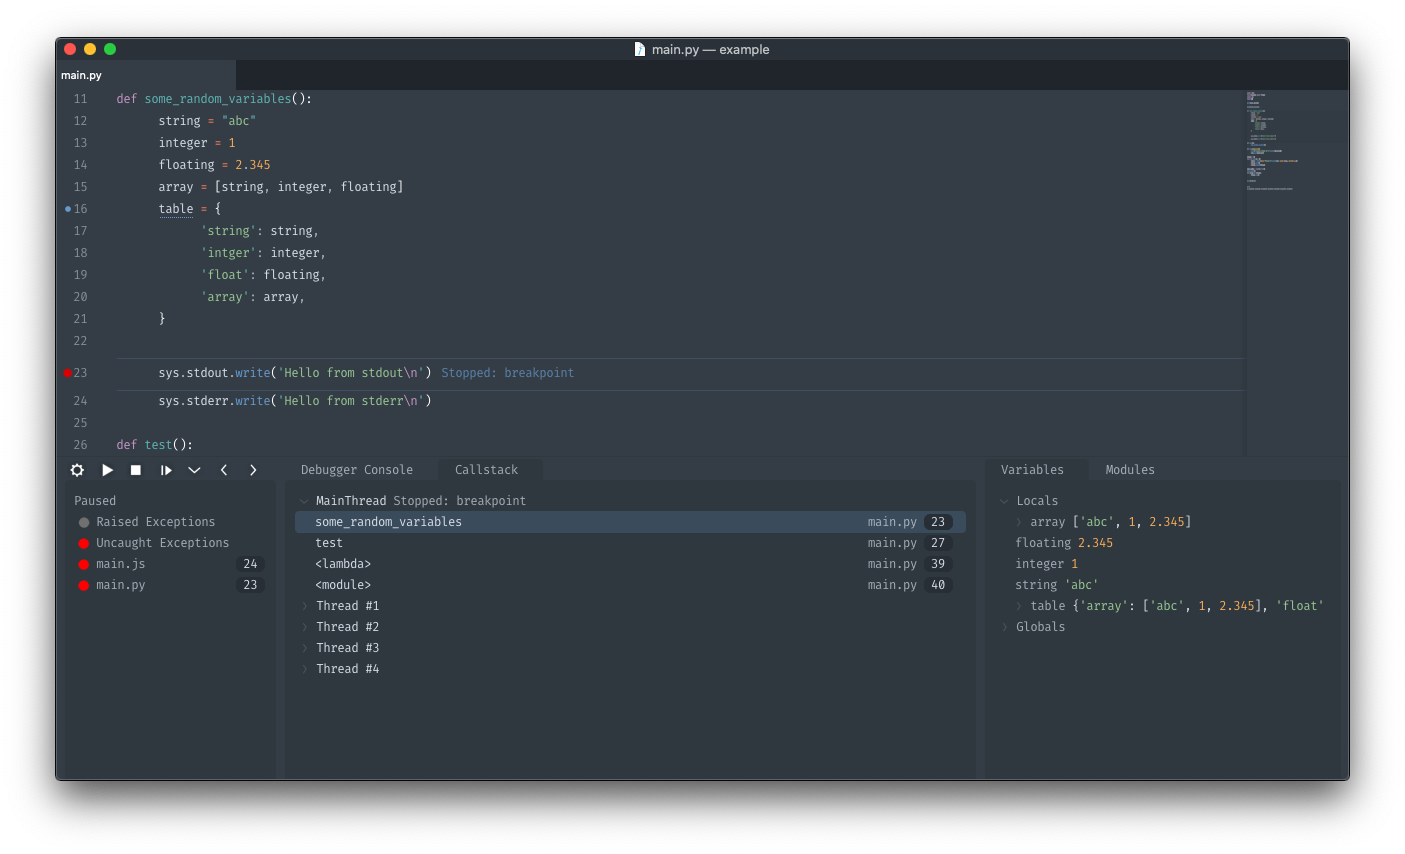 main.py — example
main.py
11 def some_random_variables():
12 string = "abc"
13 integer = 1
14 floating = 2.345
15 array = [string, integer, floating]
16 table = {
17 'string': string,
18 'intger': integer,
19 'float': floating,
20 'array': array,
21 }
22
23 sys.stdout.write('Hello from stdout\n') Stopped: breakpoint
24 sys.stderr.write('Hello from stderr\n')
25
26 def test():
Debugger Console Callstack
Variables Modules
Paused
Raised Exceptions
Uncaught Exceptions
main.js 24
main.py 23
MainThread Stopped: breakpoint
some_random_variables main.py 23
test main.py 27
<lambda> main.py 39
<module> main.py 40
Thread #1
Thread #2
Thread #3
Thread #4
Locals
array ['abc', 1, 2.345]
floating 2.345
integer 1
string 'abc'
table {'array': ['abc', 1, 2.345], 'float'
Globals